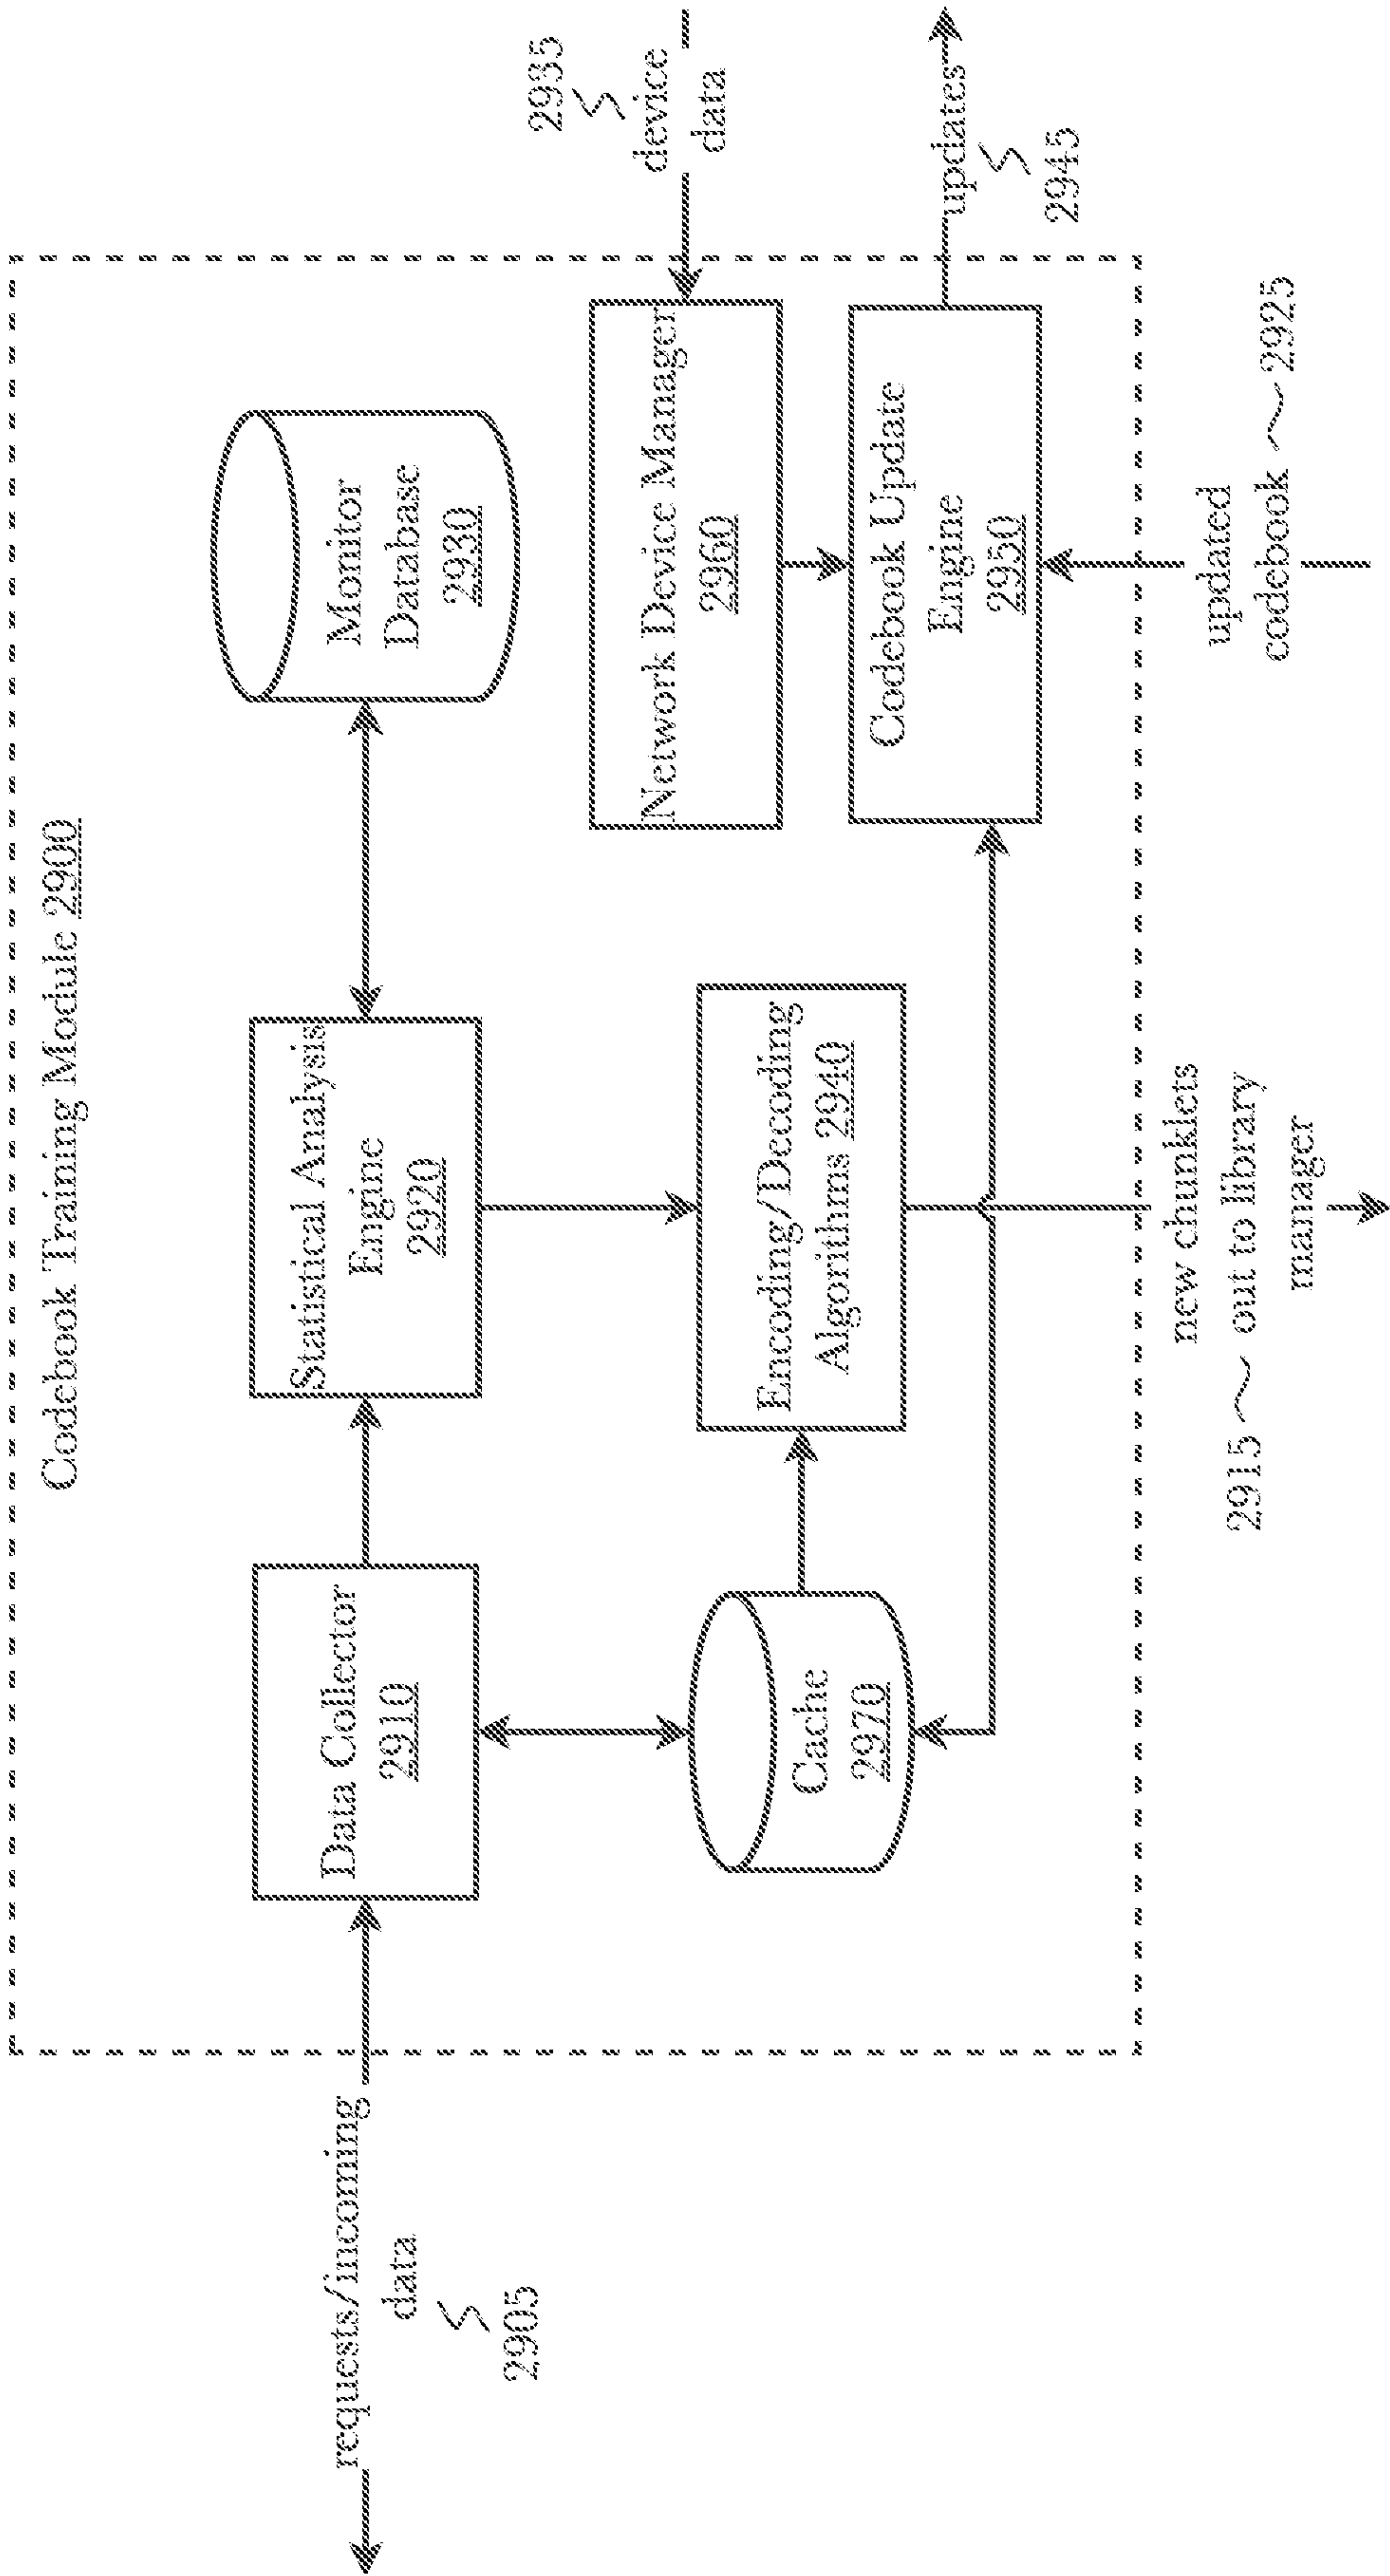 Codebook Training Module 2900
requests/incoming
data
2905
Data Collector
2910
Statistical Analysis
Engine
2920
Monitor
Database
2930
Cache
2970
Encoding/Decoding
Algorithms 2940
Network Device Manager
2960
Codebook Update
Engine
2950
2935
device
data
updates
2945
new chunklets
2915 out to library
manager
updated
codebook 2925